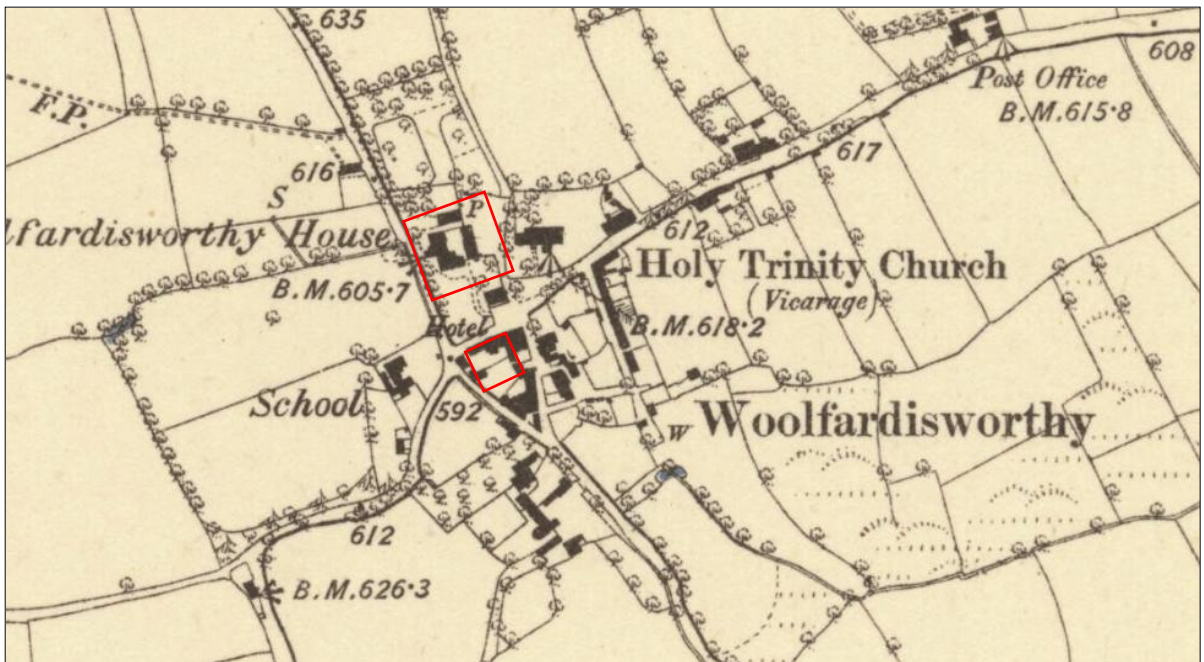 635
608
Post Office
F.P.
B.M.615·8
617
616
P
S
lfardisworthy House
612
Holy Trinity Church
(Vicarage)
B.M.605·7
Hotel
B.M.618·2
School
592
W
Woolfardisworthy
612
B.M.626·3